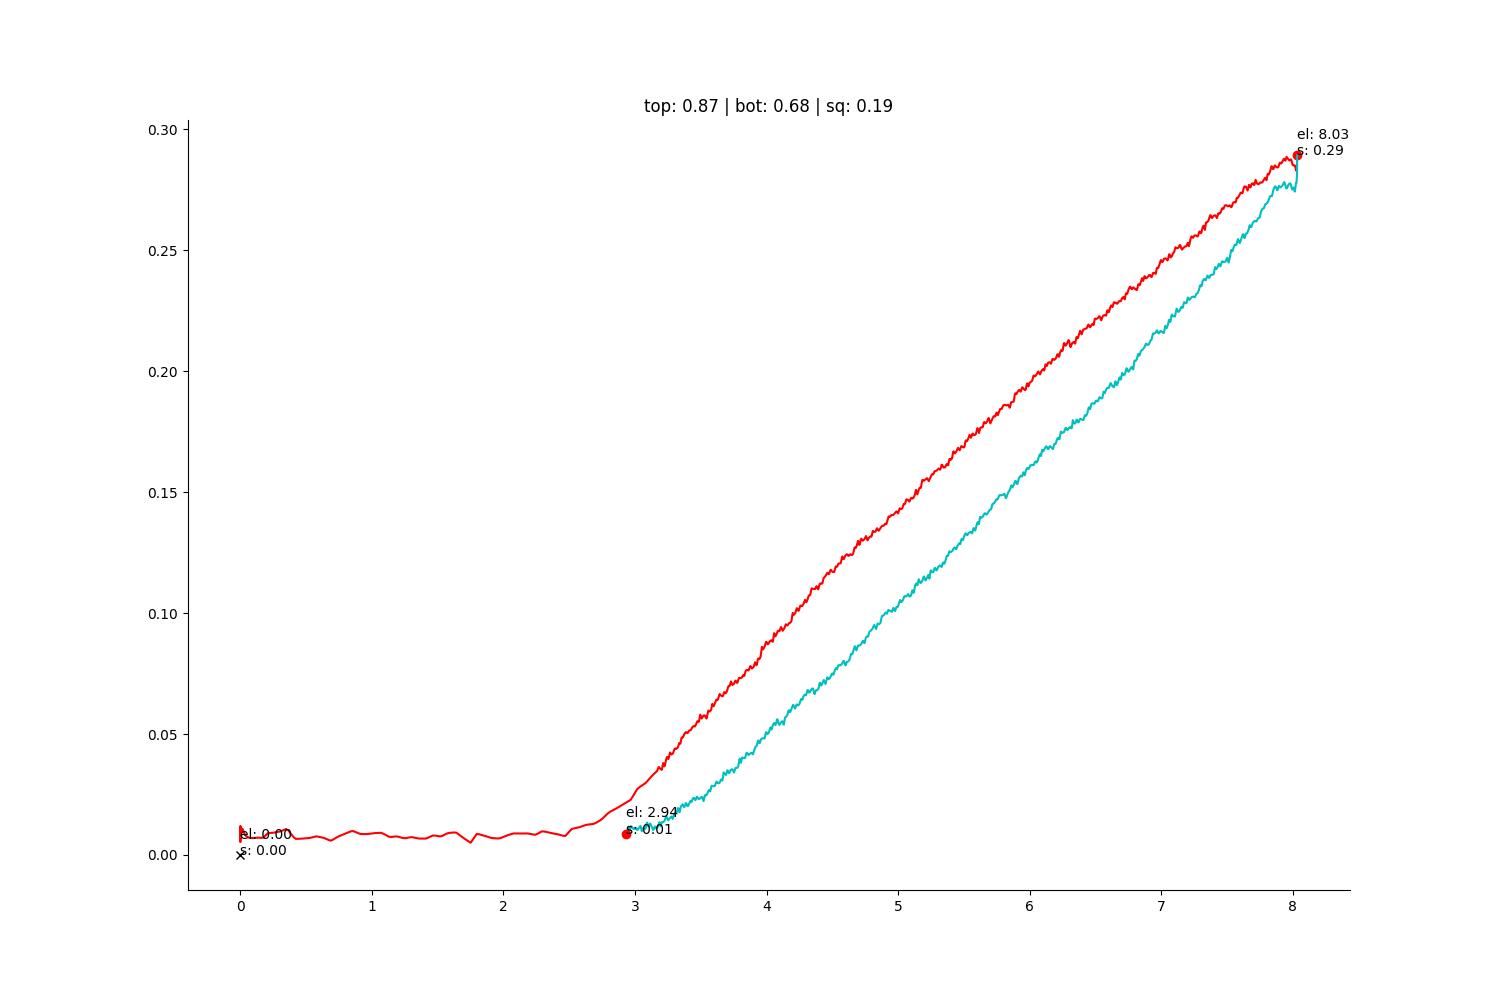 top: 0.87 | bot: 0.68 | sq: 0.19
el: 8.03
s: 0.29
0.30
0.25
0.20
0.15
0.10
0.05
0.00
el: 2.94
s: 0.01
el: 0.00
s: 0.00
0 1 2 3 4 5 6 7 8